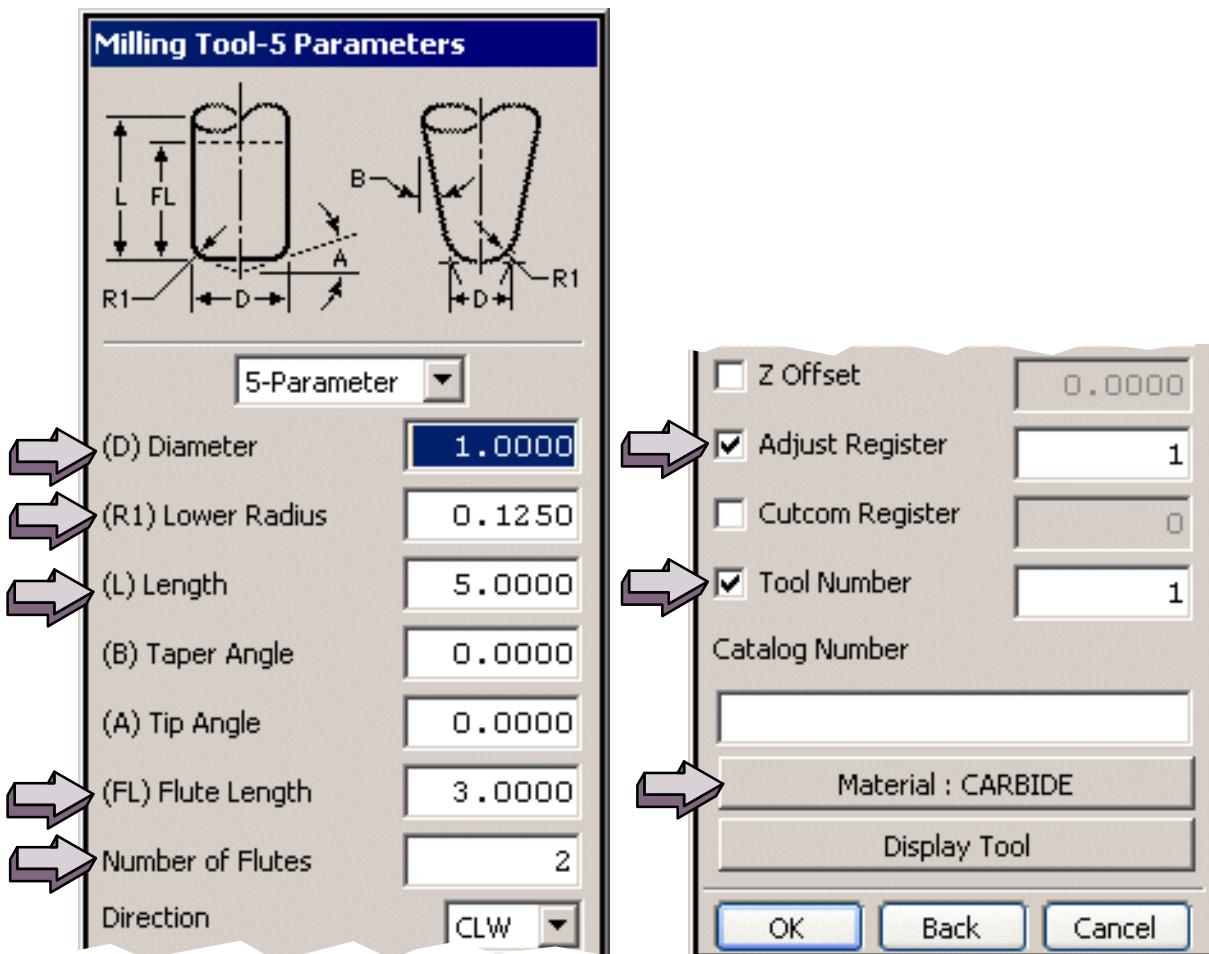 Milling Tool-5 Parameters
L
FL
R1
D
A
B
D
R1
5-Parameter
(D) Diameter 1.0000
(R1) Lower Radius 0.1250
(L) Length 5.0000
(B) Taper Angle 0.0000
(A) Tip Angle 0.0000
(FL) Flute Length 3.0000
Number of Flutes 2
Direction CLW
Z Offset 0.0000
Adjust Register 1
Cutcom Register 0
Tool Number 1
Catalog Number
Material : CARBIDE
Display Tool
OK Back Cancel